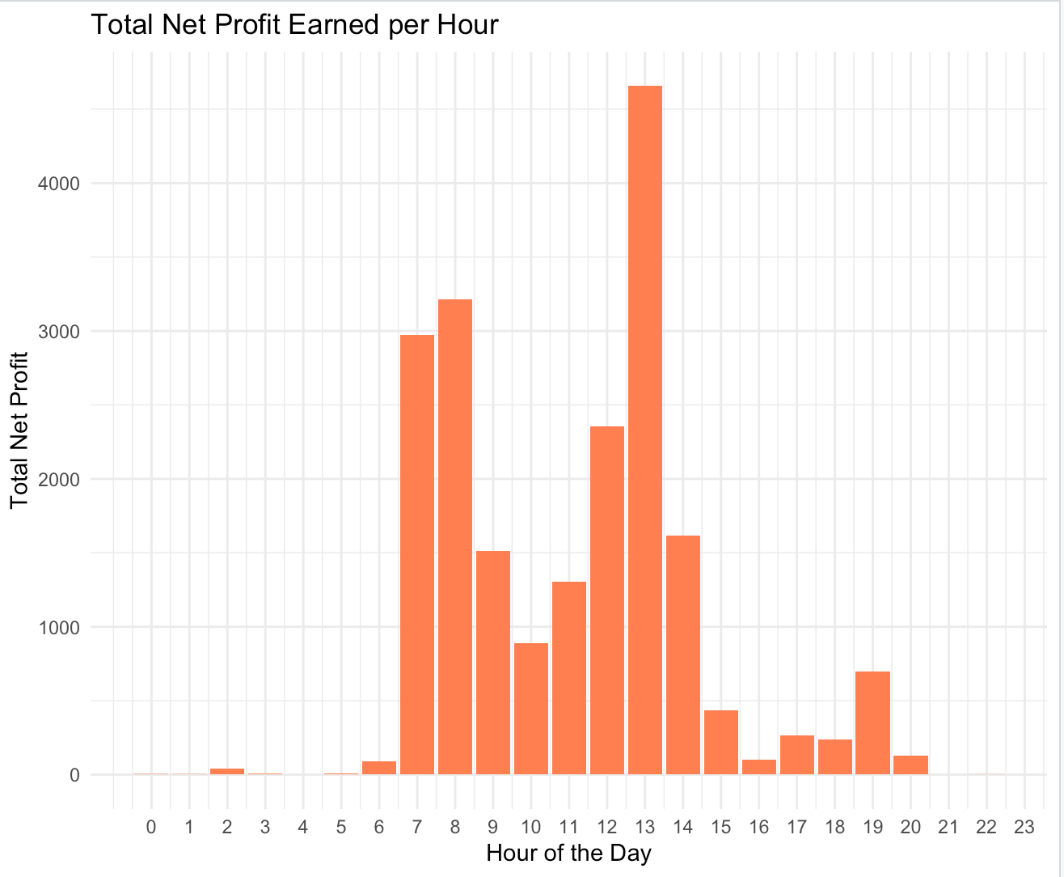 Total Net Profit Earned per Hour
Total Net Profit
4000
3000
2000
1000
0
0 1 2 3 4 5 6 7 8 9 10 11 12 13 14 15 16 17 18 19 20 21 22 23
Hour of the Day